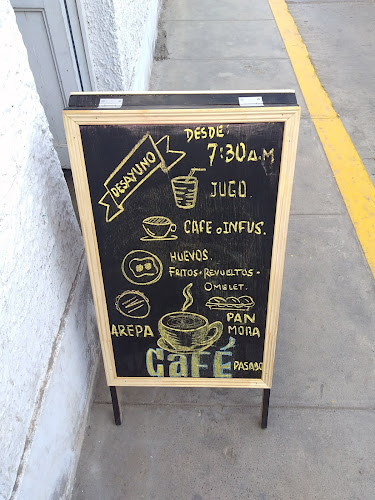 DESDE:
DESAYUNO 7:30 A.M
JUGO.
CAFE o INFUS.
HUEVOS.
FRITOS - REVUELTOS -
OMELET.
AREPA
PAN
MORA
CAFÉ PASADO